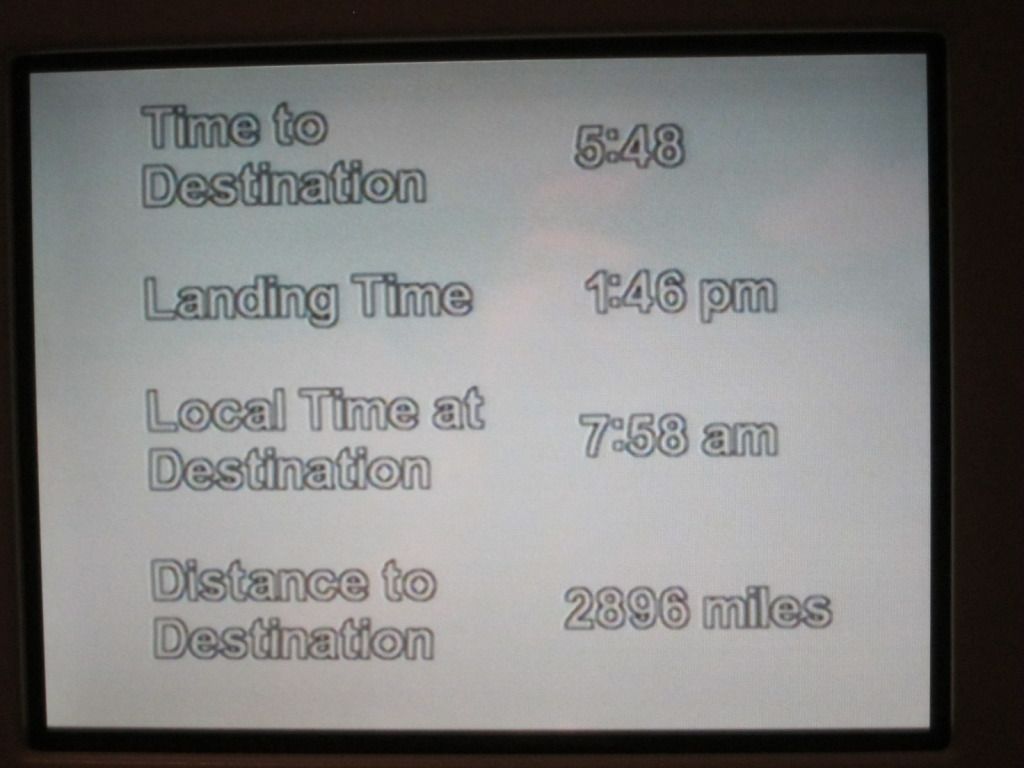 Time to
Destination
5:48
Landing Time
1:46 pm
Local Time at
Destination
7:58 am
Distance to
Destination
2896 miles